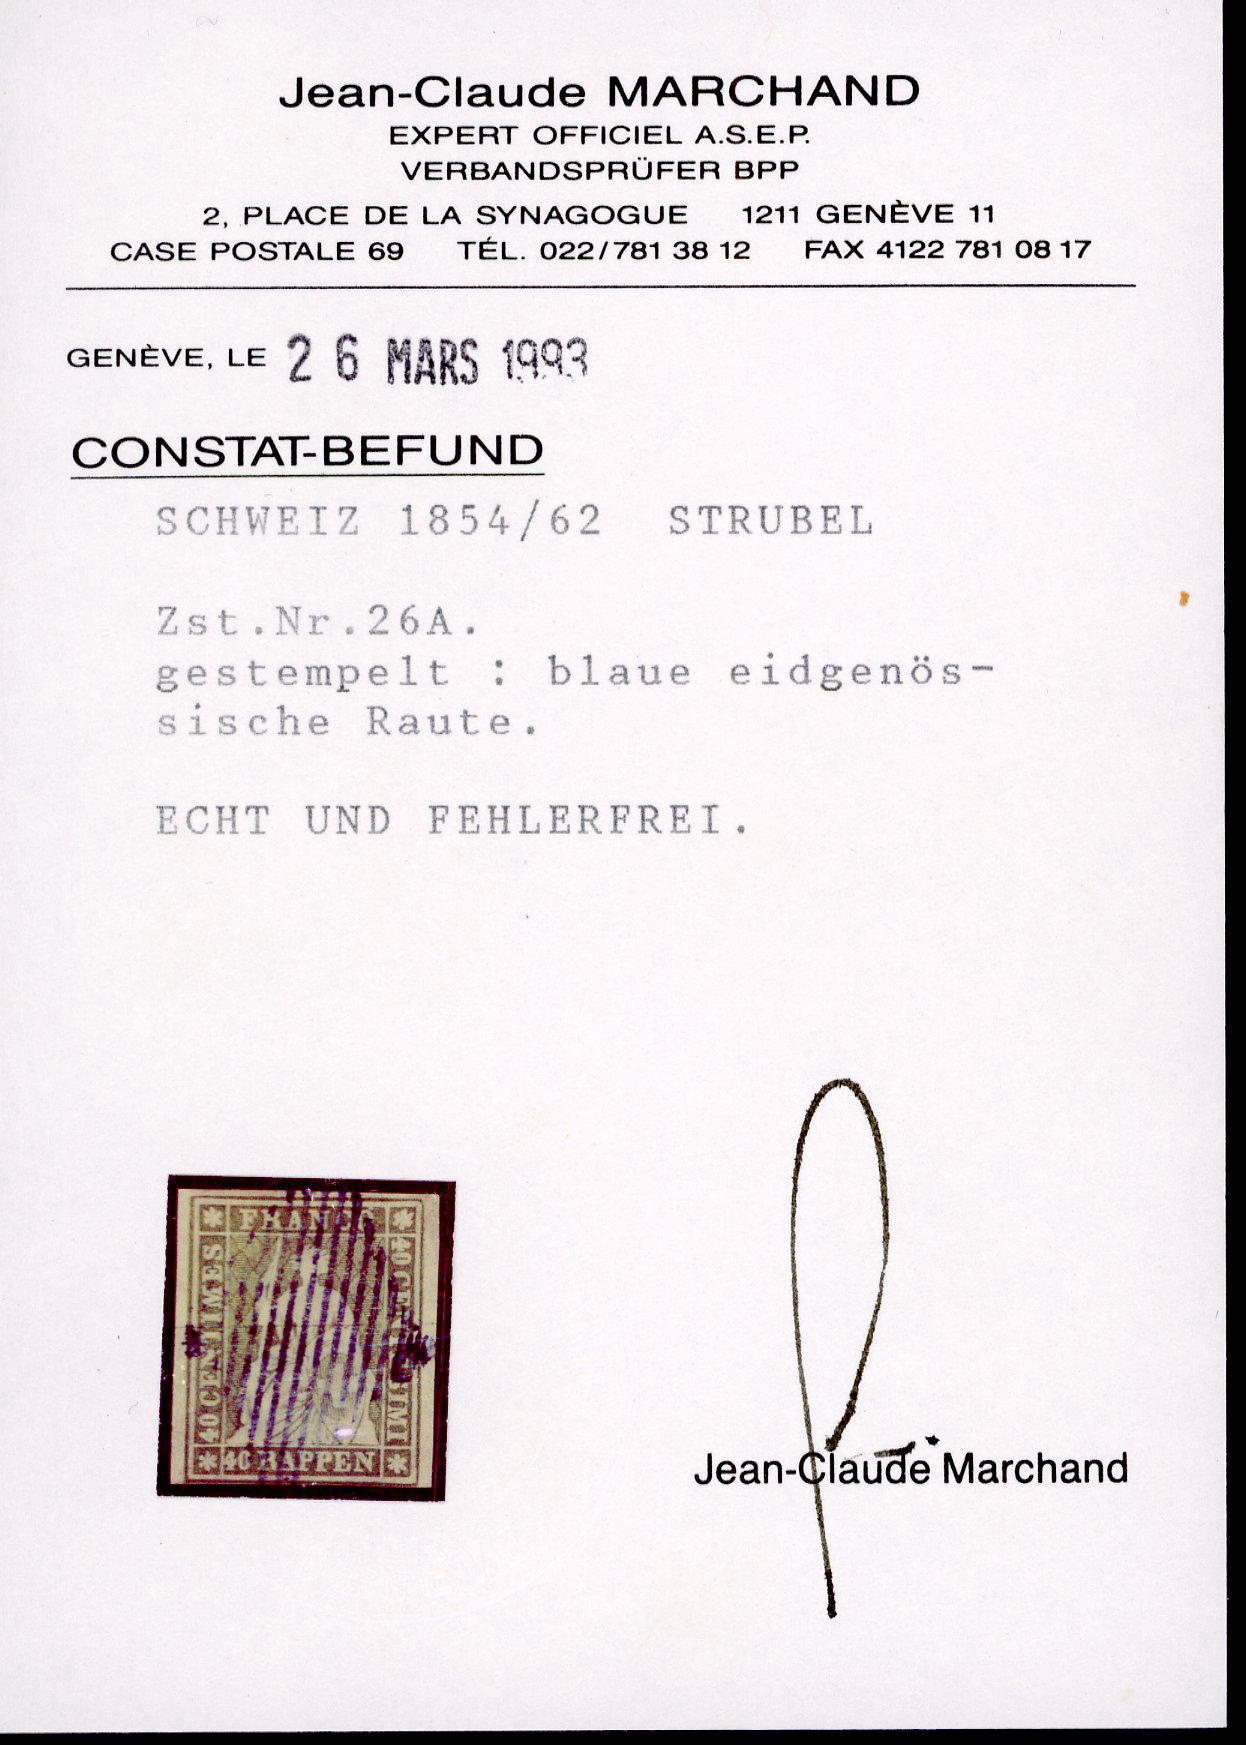 Jean-Claude MARCHAND
EXPERT OFFICIEL A.S.E.P.
VERBANDSPRÜFER BPP
2, PLACE DE LA SYNAGOGUE 1211 GENÈVE 11
CASE POSTALE 69 TÉL. 022/781 38 12 FAX 4122 781 08 17
GENÈVE, LE 26 MARS 1993
CONSTAT-BEFUND
SCHWEIZ 1854/62 STRUBEL
Zst.Nr.26A.
gestempelt : blaue eidgenös-
sische Raute.
ECHT UND FEHLERFREI.
FRANCO
40 CENTIMES
40 CENTESIMI
40 RAPPEN
Jean-Claude Marchand